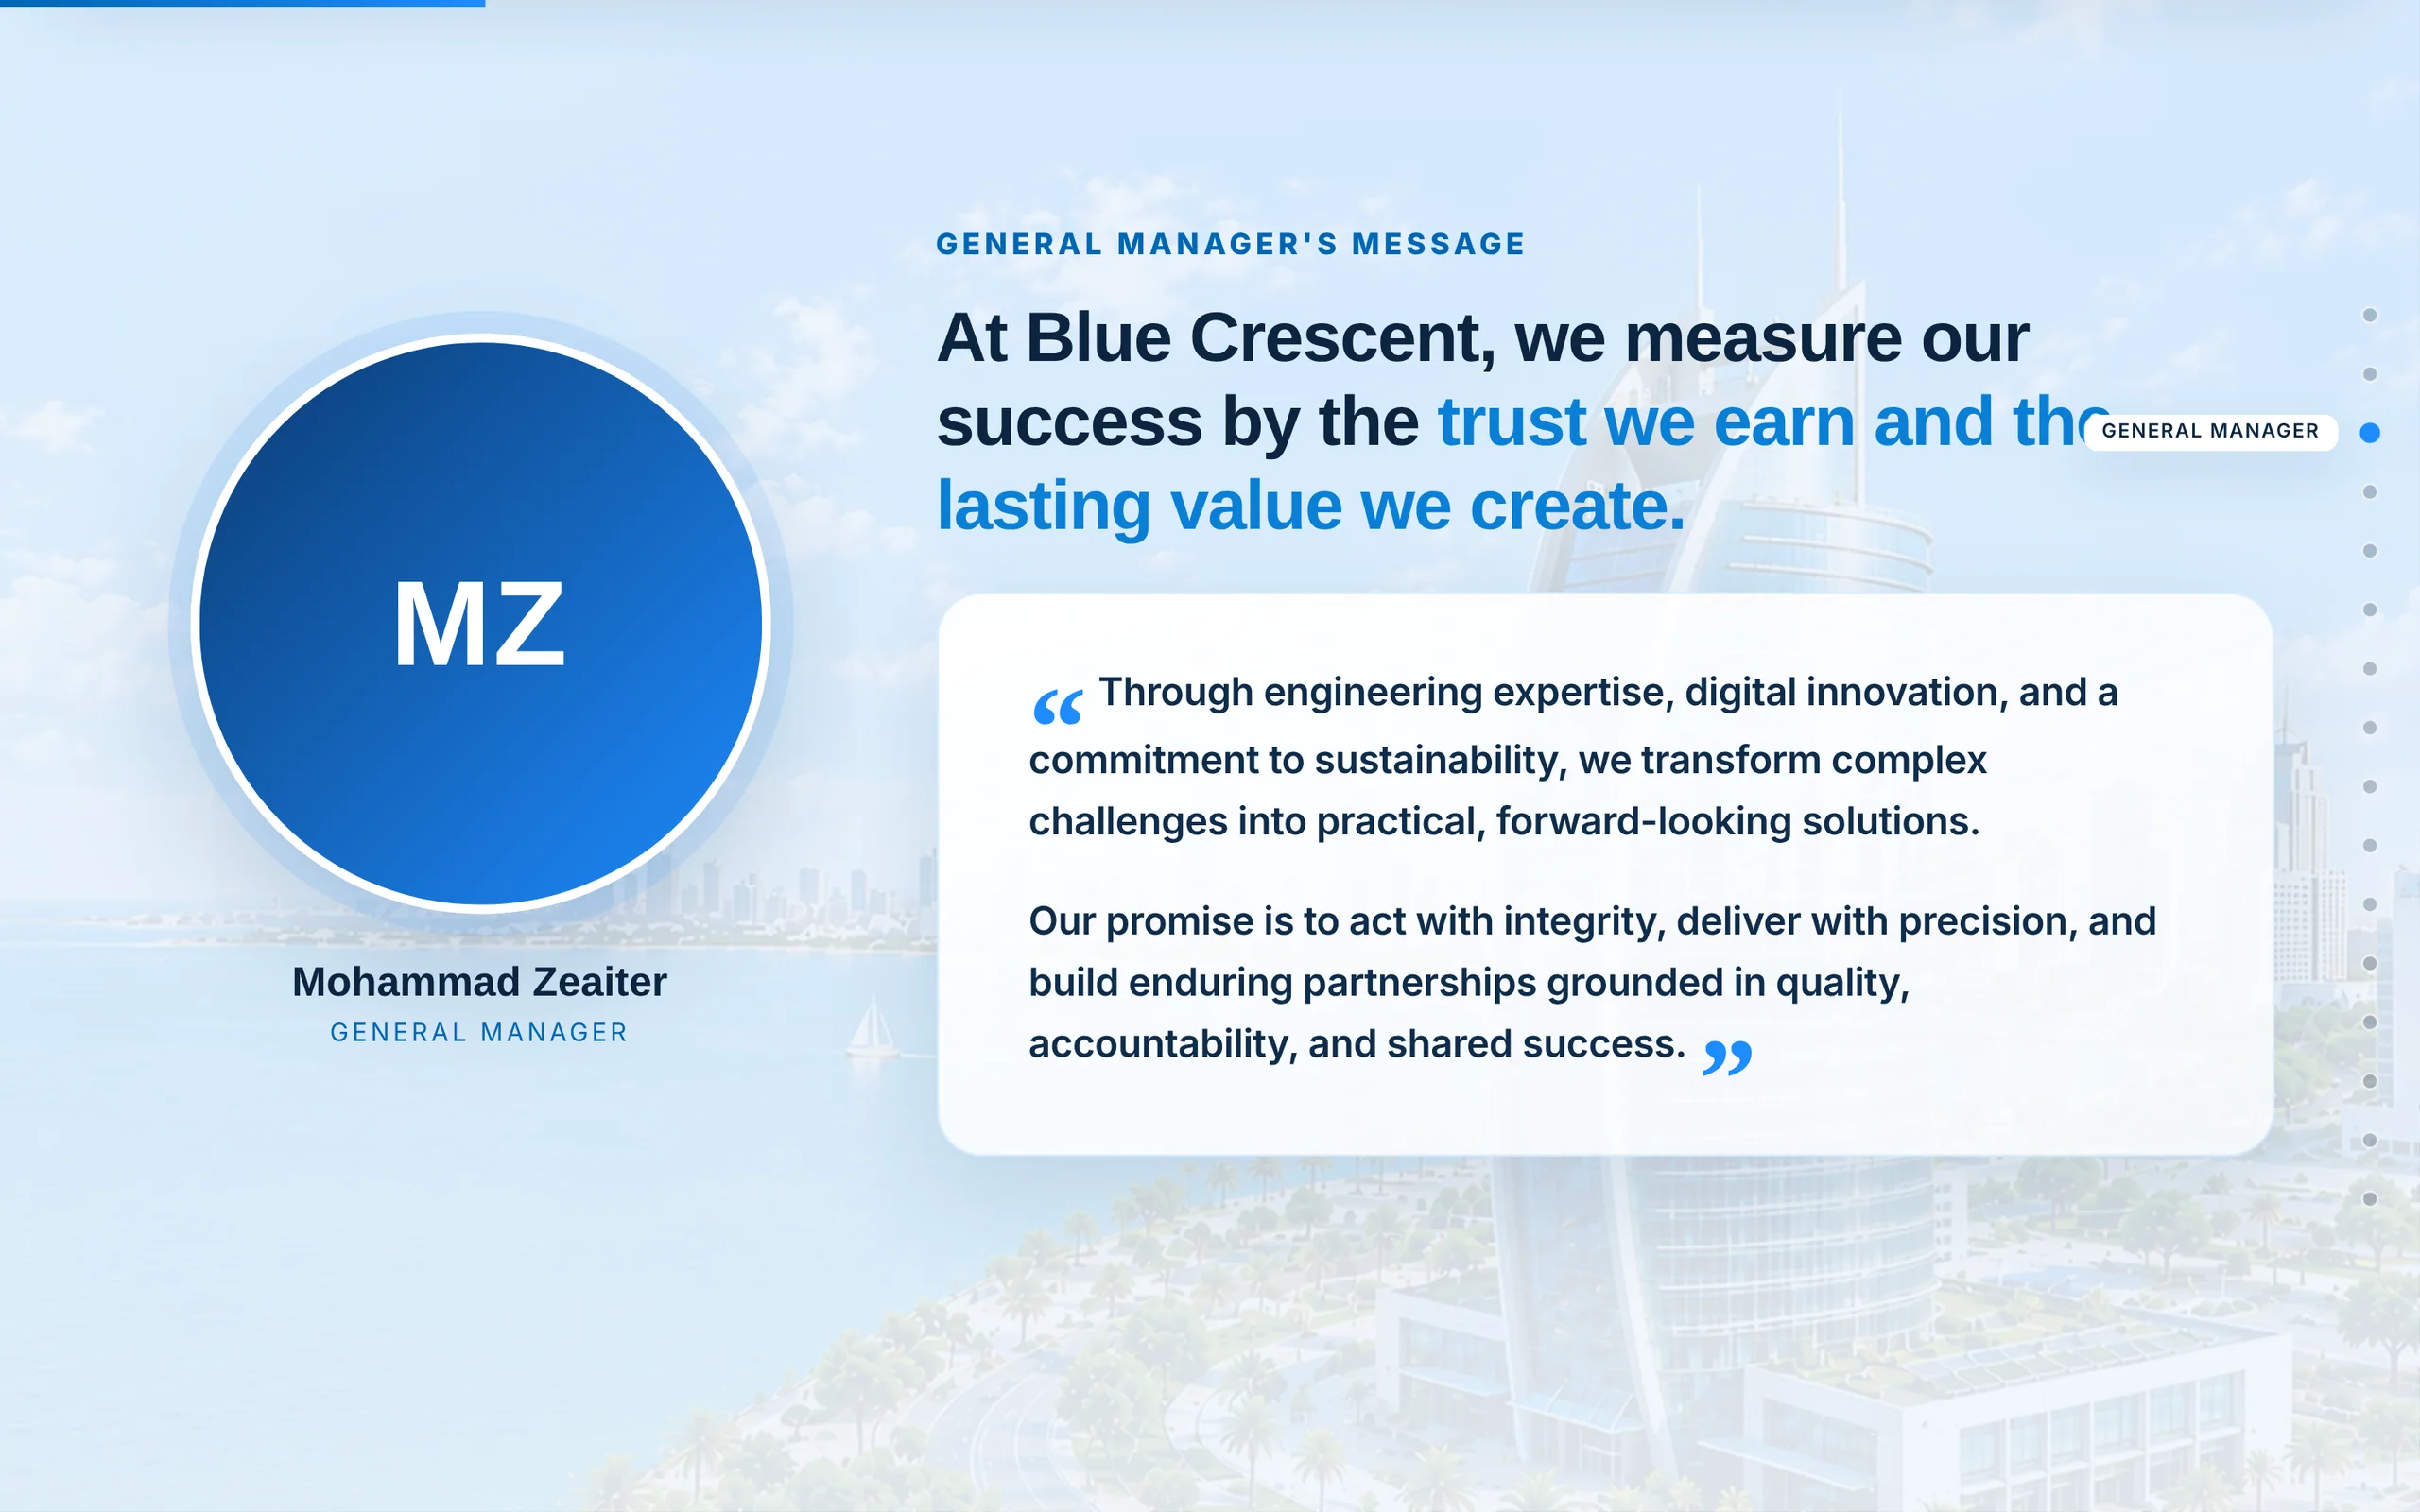 GENERAL MANAGER'S MESSAGE
At Blue Crescent, we measure our
success by the trust we earn and the
lasting value we create.
GENERAL MANAGER
MZ
“ Through engineering expertise, digital innovation, and a
commitment to sustainability, we transform complex
challenges into practical, forward-looking solutions.
Our promise is to act with integrity, deliver with precision, and
build enduring partnerships grounded in quality,
accountability, and shared success. ”
Mohammad Zeaiter
GENERAL MANAGER